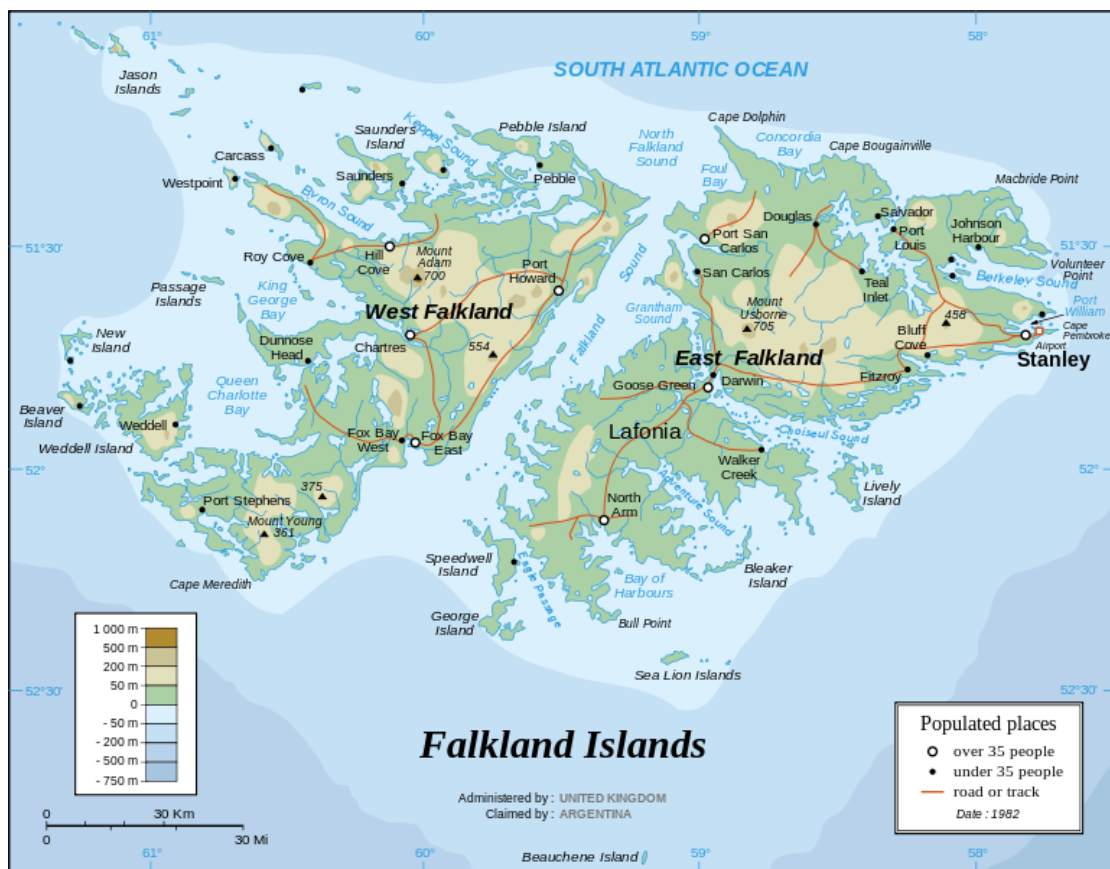 61°
60°
59°
58°
SOUTH ATLANTIC OCEAN
Jason
Islands
Cape Dolphin
Keppel Sound
Pebble Island
Saunders
Island
North
Falkland
Sound
Concordia
Bay
Cape Bougainville
Carcass
Foul
Bay
Macbride Point
Westpoint
Saunders
Pebble
Byron Sound
Douglas
Salvador
Port
Louis
Johnson
Harbour
51°30'
Port San
Carlos
51°30'
Roy Cove
Hill
Cove
Mount
Adam
700
Port
Howard
Sound
San Carlos
Teal
Inlet
Volunteer
Point
Berkeley Sound
Passage
Islands
King
George
Bay
Grantham
Sound
Mount
Usborne
705
Port
William
West Falkland
458
Cape
Pembroke
New
Island
Dunnose
Head
Chartres
554
Falkland
Bluff
Cove
Airport
Stanley
East Falkland
Fitzroy
Queen
Charlotte
Bay
Goose Green
Darwin
Beaver
Island
Weddell
Weddell Island
Fox Bay
West
Fox Bay
East
Lafonia
Choiseul Sound
Walker
Creek
52°
52°
375
Port Stephens
Mount Young
361
North
Arm
Adventure Sound
Lively
Island
Cape Meredith
Speedwell
Island
Eagle Passage
Bay of
Harbours
Bleaker
Island
George
Island
Bull Point
Sea Lion Islands
52°30'
52°30'
1 000 m
500 m
200 m
50 m
0
- 50 m
- 200 m
- 500 m
- 750 m
Falkland Islands
Populated places
over 35 people
under 35 people
road or track
Date : 1982
Administered by : UNITED KINGDOM
Claimed by : ARGENTINA
0 30 Km
0 30 Mi
Beauchene Island
61°
60°
59°
58°